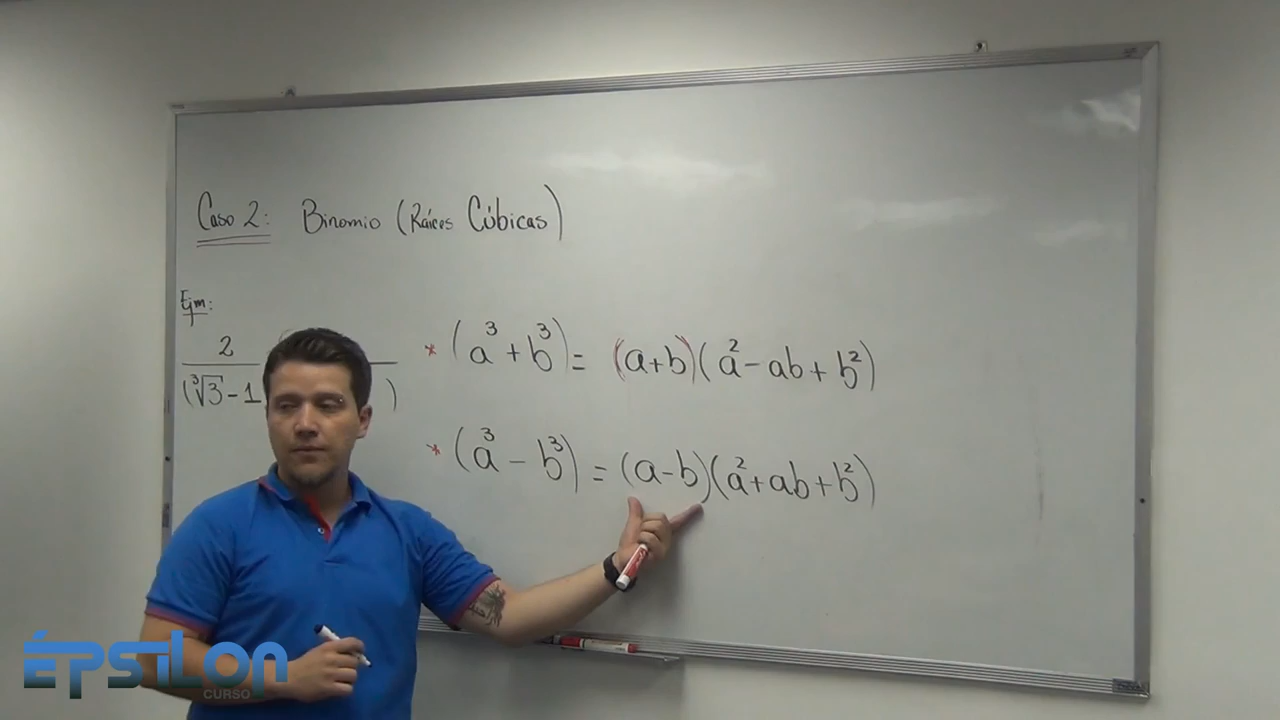 Caso 2: Binomio (Raíces Cúbicas)
Ejm:
2
(∛3 - 1 )
* (a³ + b³) = (a+b)(a² - ab + b²)
* (a³ - b³) = (a-b)(a² + ab + b²)
ÉPSILON
CURSO